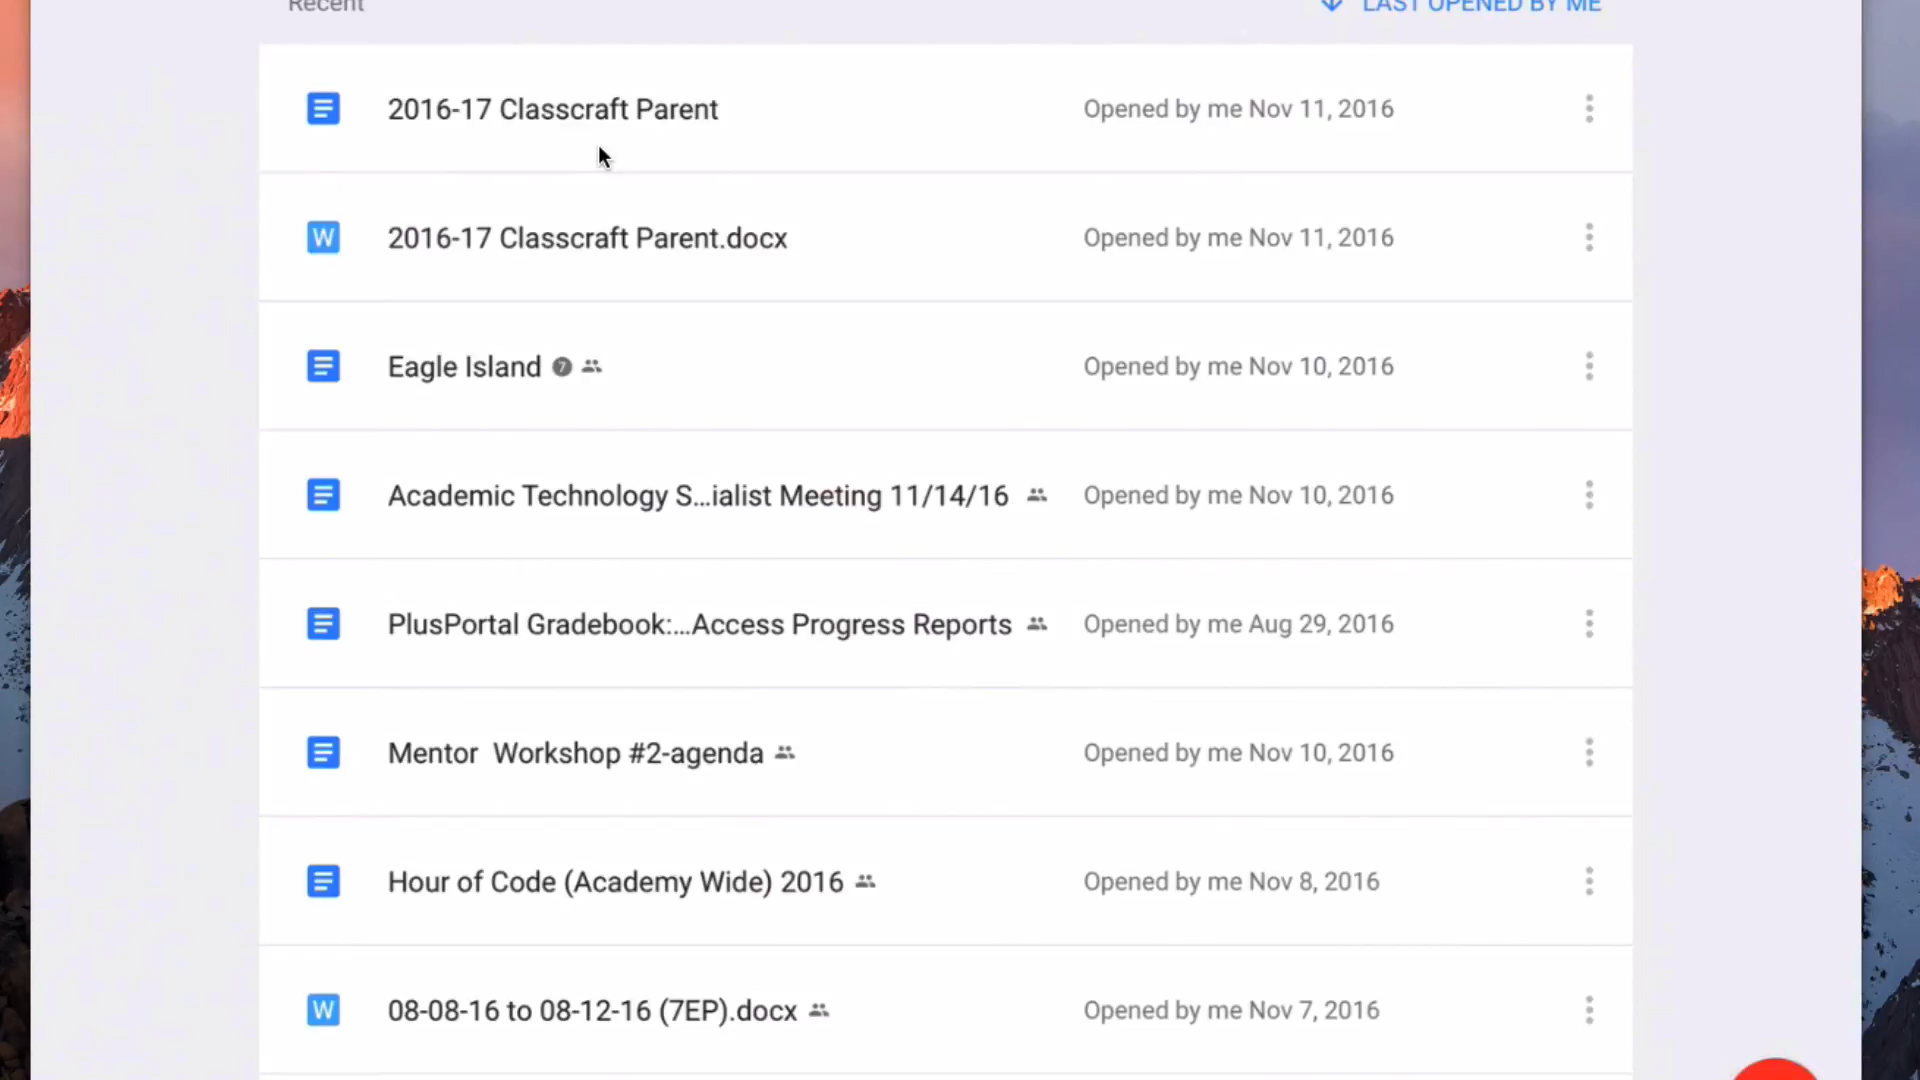 Recent
LAST OPENED BY ME
2016-17 Classcraft Parent Opened by me Nov 11, 2016
W 2016-17 Classcraft Parent.docx Opened by me Nov 11, 2016
Eagle Island 7 Opened by me Nov 10, 2016
Academic Technology S...ialist Meeting 11/14/16 Opened by me Nov 10, 2016
PlusPortal Gradebook:...Access Progress Reports Opened by me Aug 29, 2016
Mentor  Workshop #2-agenda Opened by me Nov 10, 2016
Hour of Code (Academy Wide) 2016 Opened by me Nov 8, 2016
W 08-08-16 to 08-12-16 (7EP).docx Opened by me Nov 7, 2016